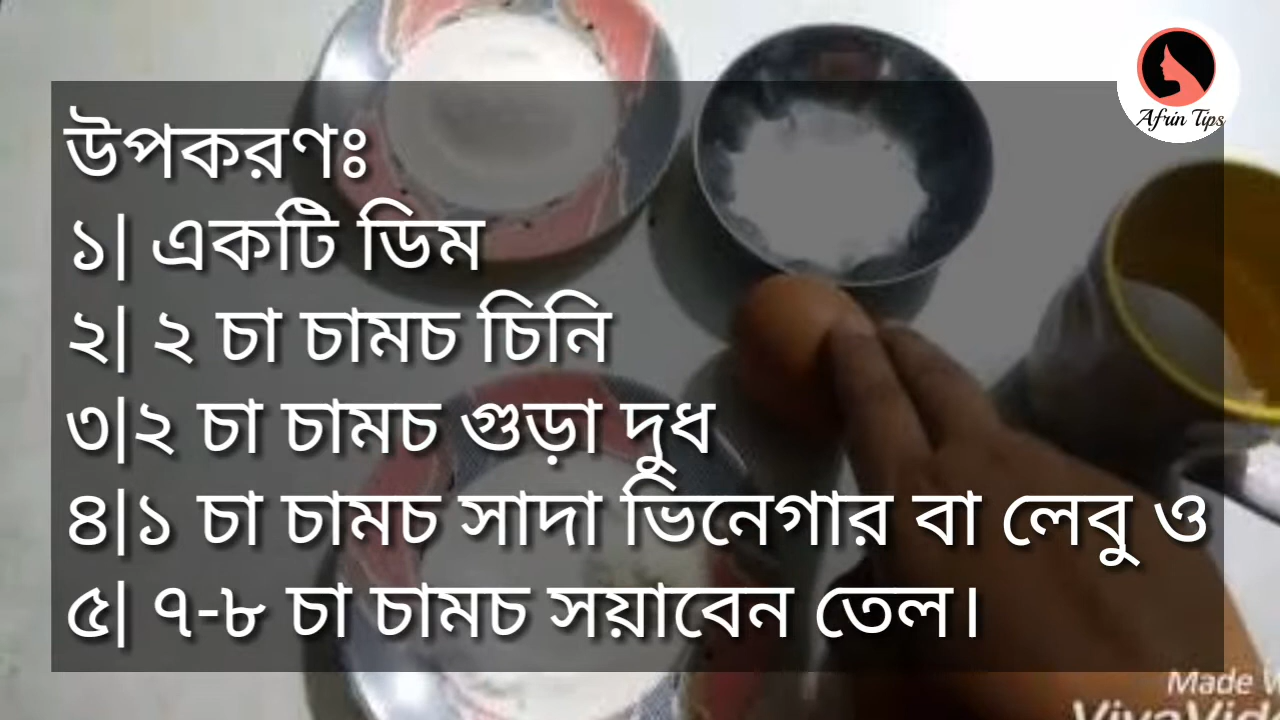 Afrin Tips
উপকরণঃ
১| একটি ডিম
২| ২ চা চামচ চিনি
৩|২ চা চামচ গুড়া দুধ
৪|১ চা চামচ সাদা ভিনেগার বা লেবু ও
৫| ৭-৮ চা চামচ সয়াবেন তেল।
Made